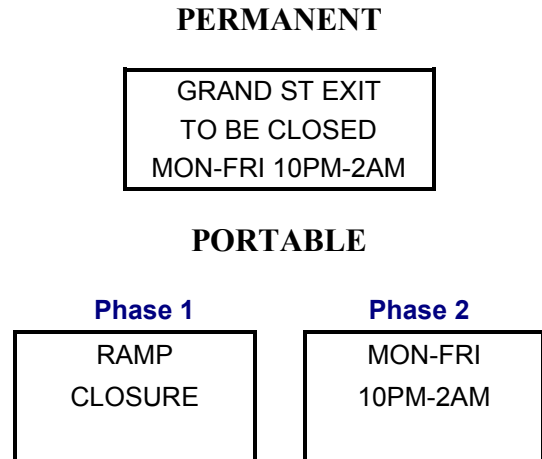 PERMANENT
GRAND ST EXIT
TO BE CLOSED
MON-FRI 10PM-2AM
PORTABLE
Phase 1
Phase 2
RAMP
MON-FRI
CLOSURE
10PM-2AM